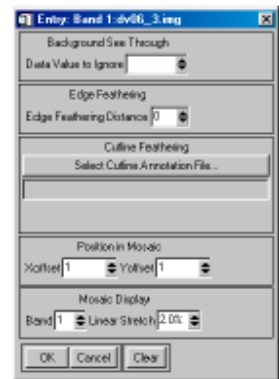 Entry: Band 1:dv06_3.img
Background See Through
Data Value to Ignore
Edge Feathering
Edge Feathering Distance 0
Cutline Feathering
Select Cutline Annotation File...
Position in Mosaic
Xoffset 1 Yoffset 1
Mosaic Display
Band 1 Linear Stretch 2.0%
OK Cancel Clear